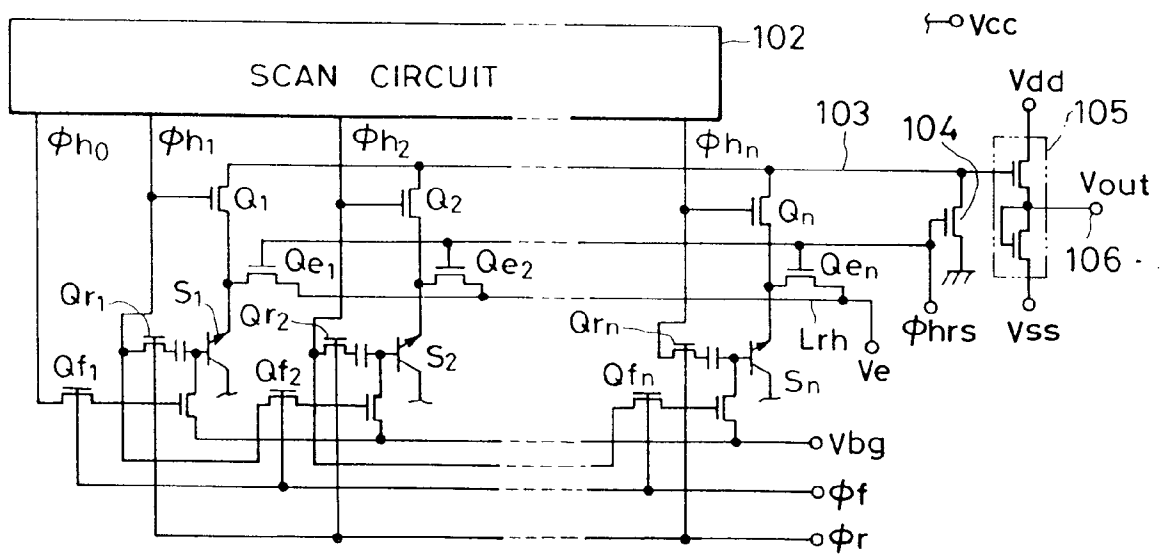 102
Vcc
SCAN CIRCUIT
Vdd
105
103
104
ϕh0
ϕh1
ϕh2
ϕhn
Vout
Q1
Q2
Qn
Qe1
Qe2
Qen
106
Qr1
S1
Qr2
S2
Qrn
Sn
Lrh
Ve
ϕhrs
Vss
Qf1
Qf2
Qfn
Vbg
ϕf
ϕr